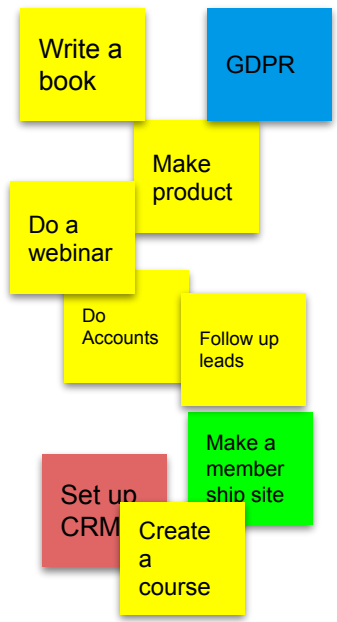 Write a
book
GDPR
Make
product
Do a
webinar
Do
Accounts
Follow up
leads
Make a
member
ship site
Set up
CRM
Create
a
course